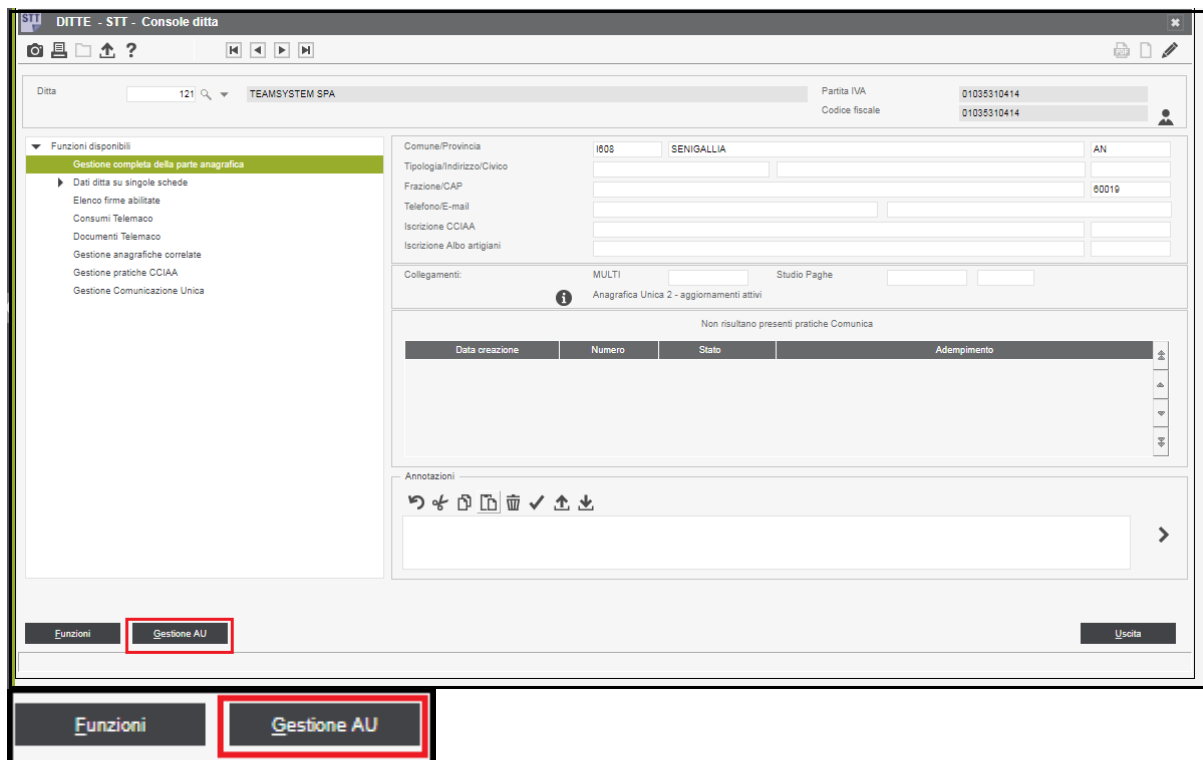 STT DITTE - STT - Console ditta
?
Ditta 121 TEAMSYSTEM SPA Partita IVA 01035310414
Codice fiscale 01035310414
Funzioni disponibili
Gestione completa della parte anagrafica
Dati ditta su singole schede
Elenco firme abilitate
Consumi Telemaco
Documenti Telemaco
Gestione anagrafiche correlate
Gestione pratiche CCIAA
Gestione Comunicazione Unica
Comune/Provincia I608 SENIGALLIA AN
Tipologia/Indirizzo/Civico
Frazione/CAP 60019
Telefono/E-mail
Iscrizione CCIAA
Iscrizione Albo artigiani
Collegamenti: MULTI Studio Paghe
Anagrafica Unica 2 - aggiornamenti attivi
Non risultano presenti pratiche Comunica
Data creazione Numero Stato Adempimento
Annotazioni
Funzioni Gestione AU Uscita
Funzioni Gestione AU